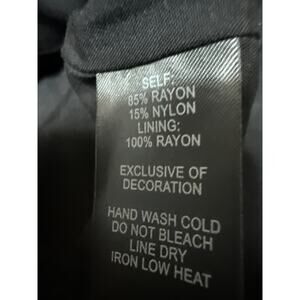 SELF:
85% RAYON
15% NYLON
LINING:
100% RAYON
EXCLUSIVE OF
DECORATION
HAND WASH COLD
DO NOT BLEACH
LINE DRY
IRON LOW HEAT